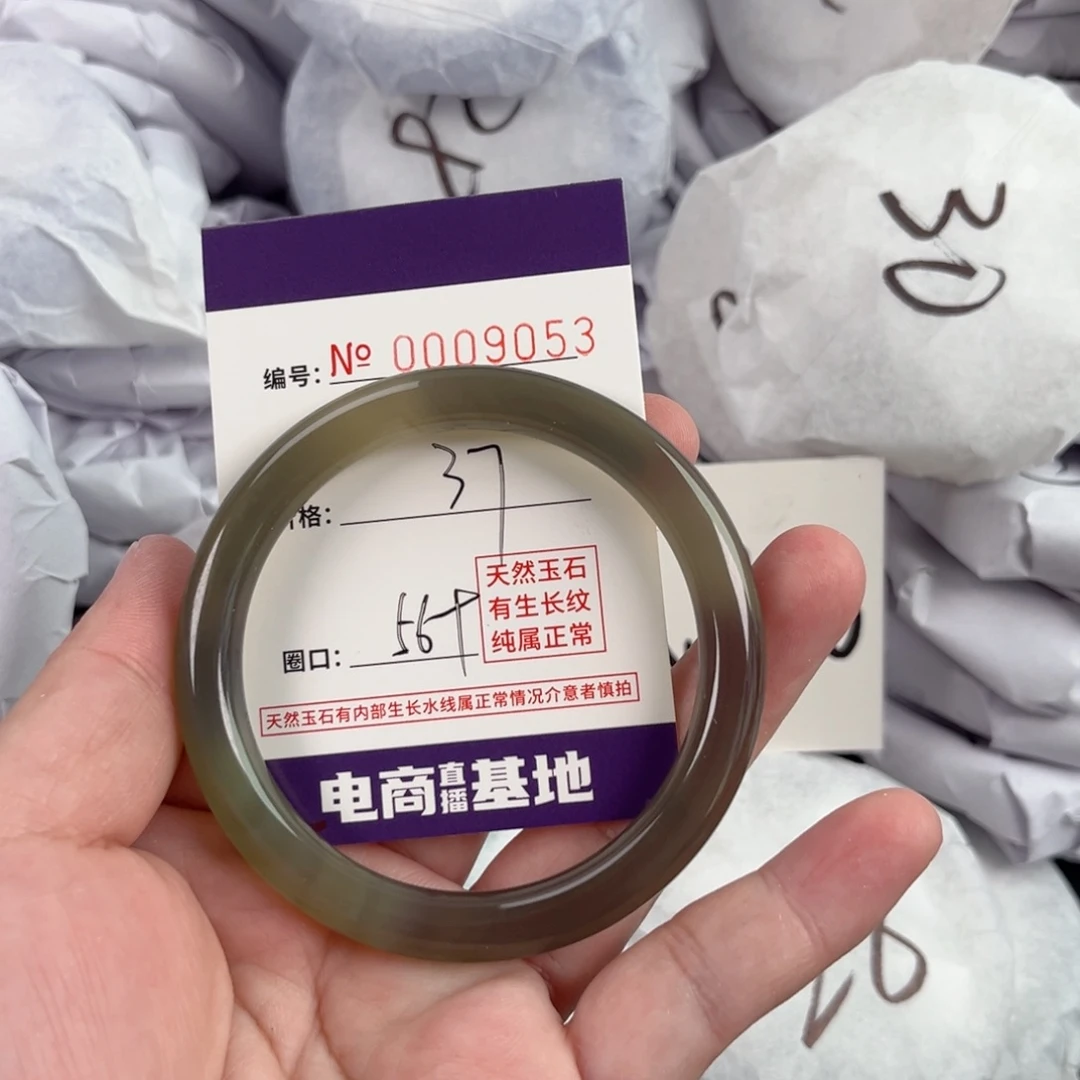 30
编号: № 0009053
格: 37
天然玉石
有生长纹
纯属正常
圈口: 56
天然玉石有内部生长水线属正常情况介意者慎拍
电商直播基地